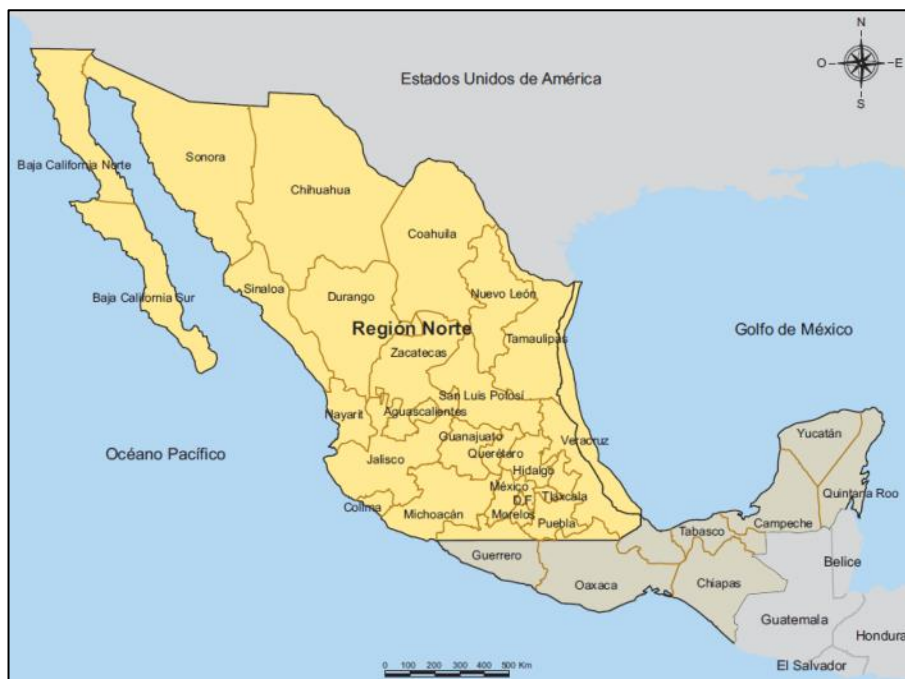 N
O
E
S
Estados Unidos de América
Baja California Norte
Sonora
Chihuahua
Coahuila
Baja California Sur
Sinaloa
Durango
Nuevo León
Región Norte
Tamaulipas
Golfo de México
Zacatecas
San Luis Potosí
Nayarit
Aguascalientes
Guanajuato
Veracruz
Yucatán
Océano Pacífico
Jalisco
Querétaro
Hidalgo
México
Tlaxcala
Quintana Roo
D.F.
Colima
Michoacán
Morelos
Puebla
Tabasco
Campeche
Guerrero
Belice
Oaxaca
Chiapas
Guatemala
Hondura
El Salvador
0 100 200 300 400 500 Km